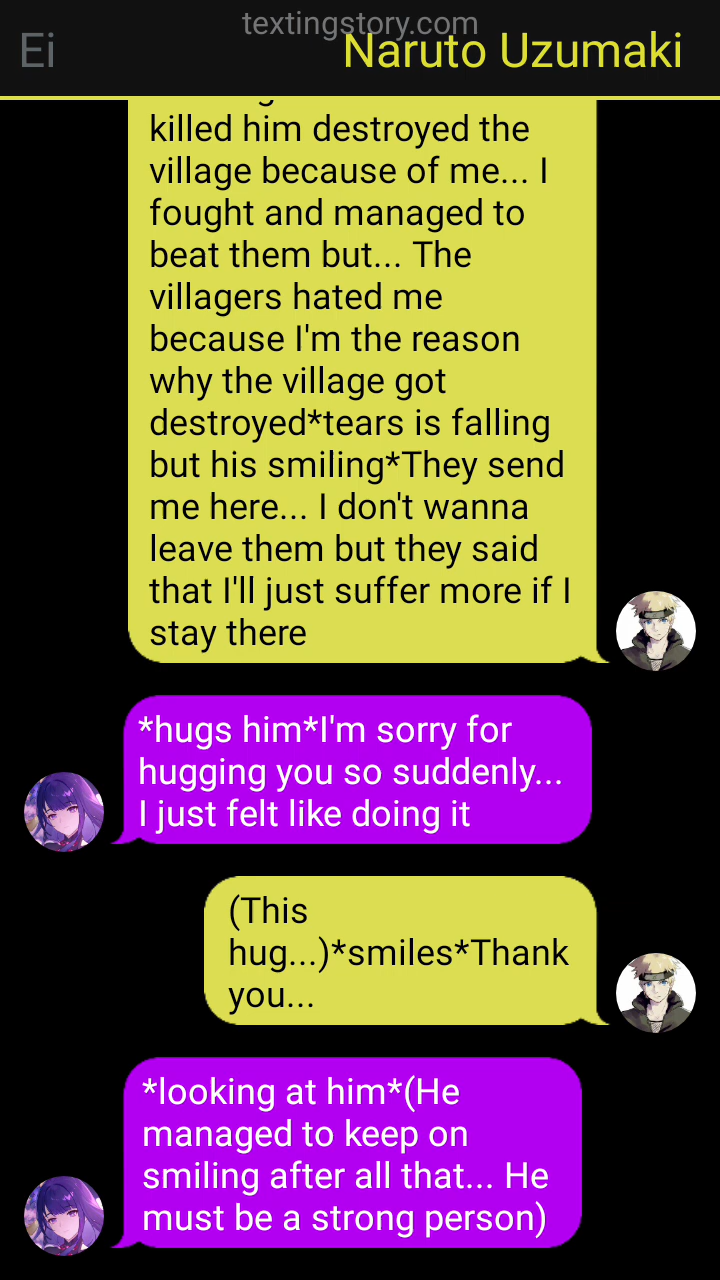 textingstory.com
Ei
Naruto Uzumaki
killed him destroyed the
village because of me... I
fought and managed to
beat them but... The
villagers hated me
because I'm the reason
why the village got
destroyed*tears is falling
but his smiling*They send
me here... I don't wanna
leave them but they said
that I'll just suffer more if I
stay there
*hugs him*I'm sorry for
hugging you so suddenly...
I just felt like doing it
(This
hug...)*smiles*Thank
you...
*looking at him*(He
managed to keep on
smiling after all that... He
must be a strong person)